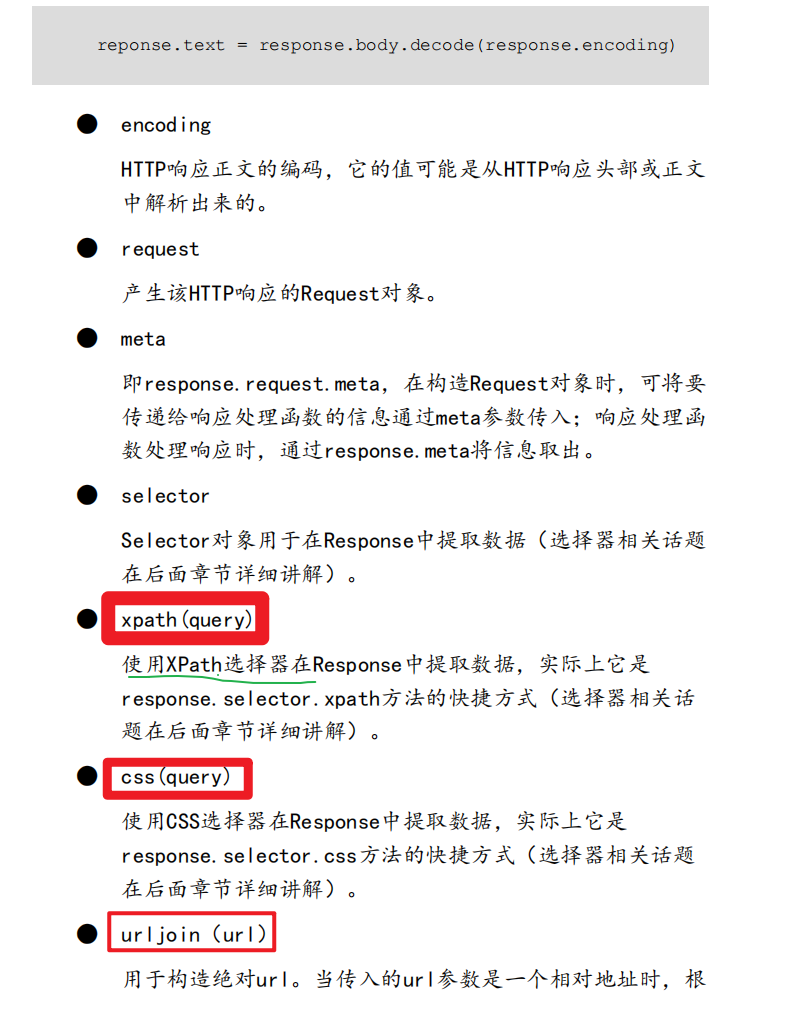 reponse.text = response.body.decode(response.encoding)
● encoding
HTTP响应正文的编码，它的值可能是从HTTP响应头部或正文
中解析出来的。
● request
产生该HTTP响应的Request对象。
● meta
即response.request.meta，在构造Request对象时，可将要
传递给响应处理函数的信息通过meta参数传入；响应处理函
数处理响应时，通过response.meta将信息取出。
● selector
Selector对象用于在Response中提取数据（选择器相关话题
在后面章节详细讲解）。
● xpath(query)
使用XPath选择器在Response中提取数据，实际上它是
response.selector.xpath方法的快捷方式（选择器相关话
题在后面章节详细讲解）。
● css(query)
使用CSS选择器在Response中提取数据，实际上它是
response.selector.css方法的快捷方式（选择器相关话题
在后面章节详细讲解）。
● urljoin（url）
用于构造绝对url。当传入的url参数是一个相对地址时，根